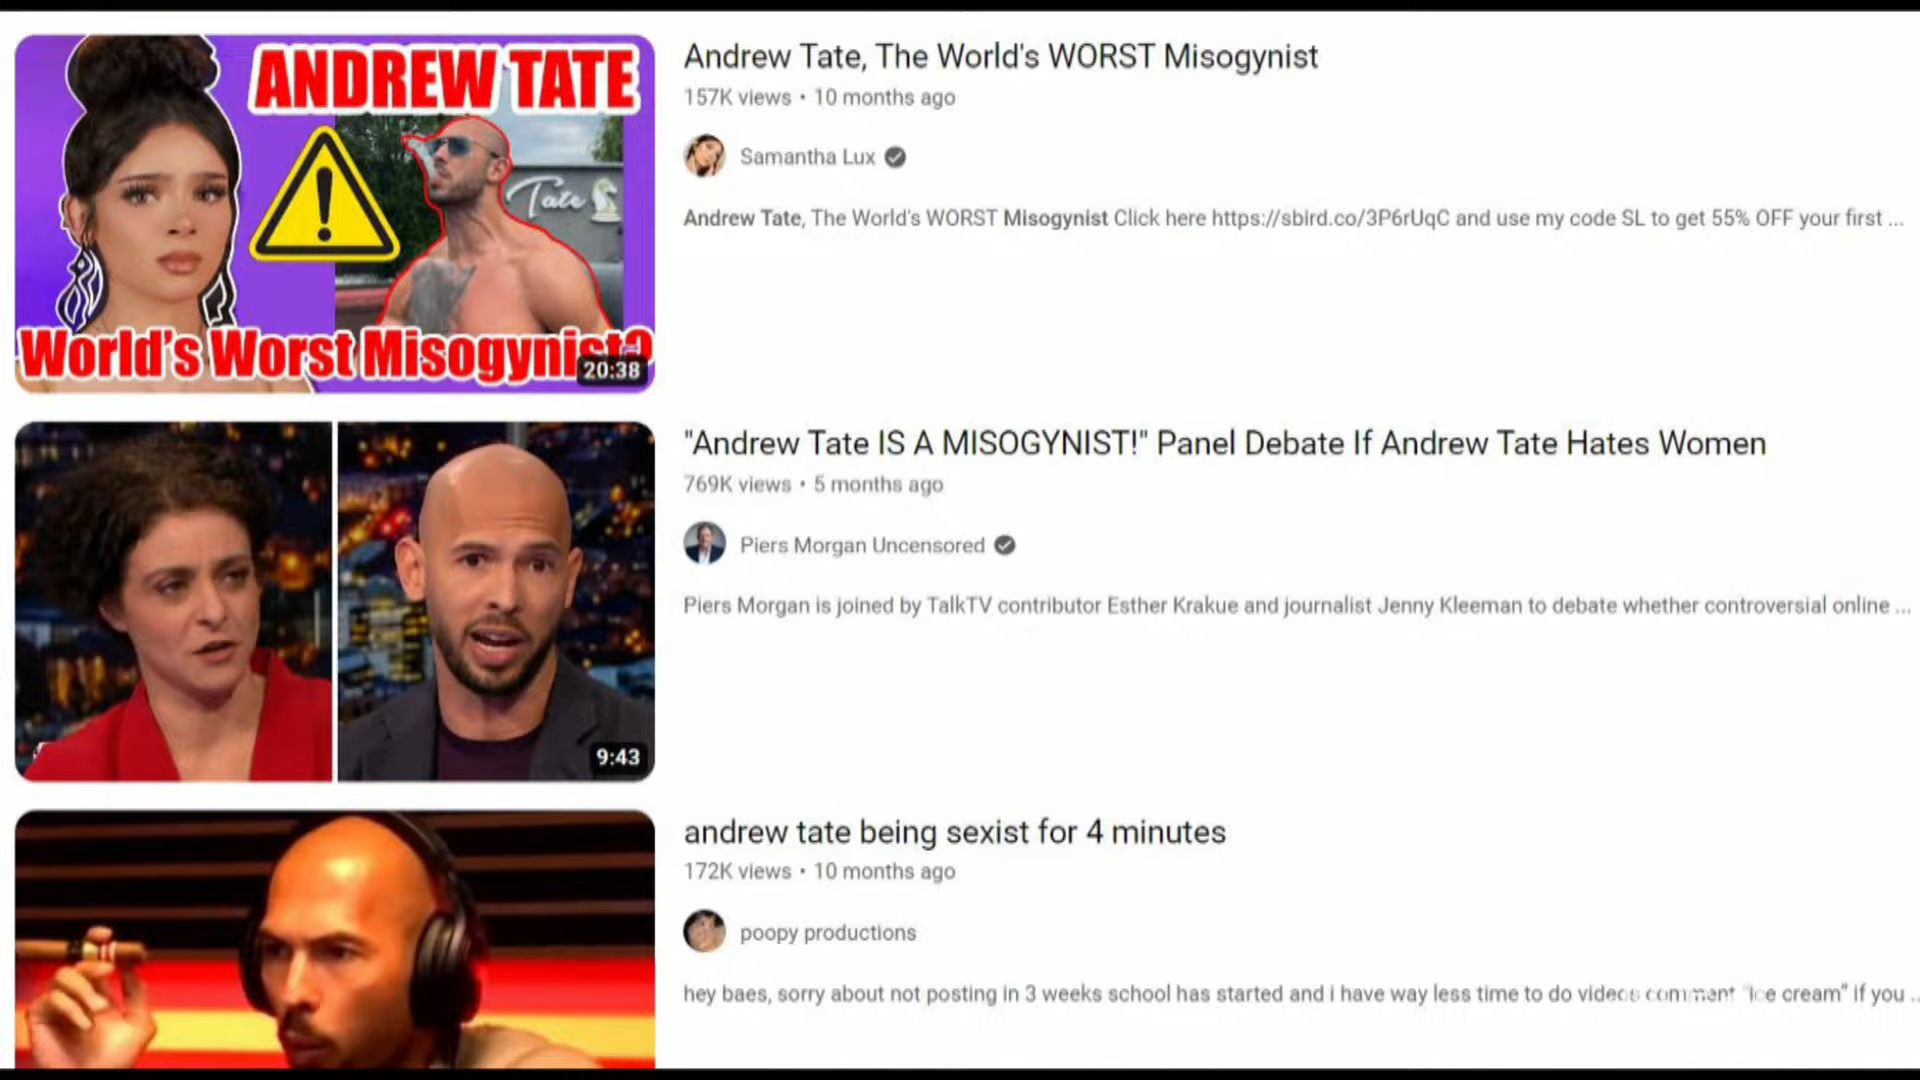 ANDREW TATE
Tate
World's Worst Misogynist?
20:38
Andrew Tate, The World's WORST Misogynist
157K views • 10 months ago
Samantha Lux
Andrew Tate, The World's WORST Misogynist Click here https://sbird.co/3P6rUqC and use my code SL to get 55% OFF your first ...
9:43
"Andrew Tate IS A MISOGYNIST!" Panel Debate If Andrew Tate Hates Women
769K views • 5 months ago
Piers Morgan Uncensored
Piers Morgan is joined by TalkTV contributor Esther Krakue and journalist Jenny Kleeman to debate whether controversial online ...
andrew tate being sexist for 4 minutes
172K views • 10 months ago
poopy productions
hey baes, sorry about not posting in 3 weeks school has started and i have way less time to do videos comment "ice cream" if you ...